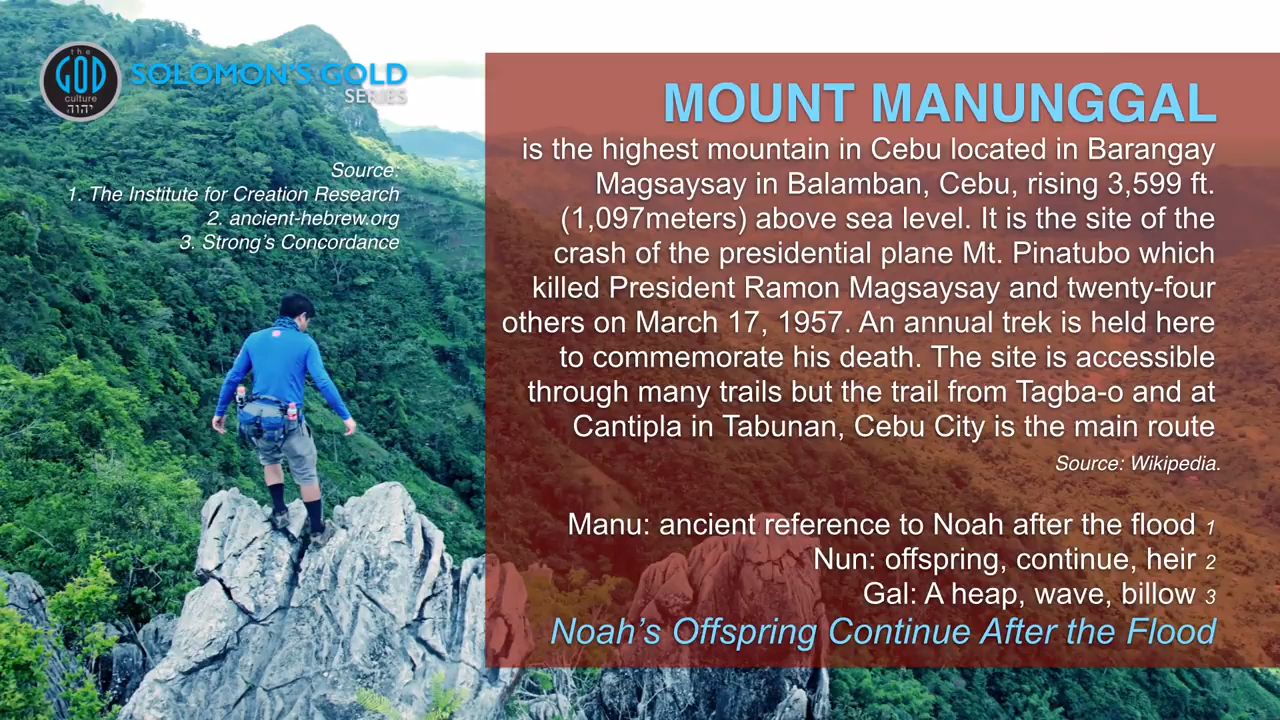 the
GOD
culture
יהוה
SOLOMON'S GOLD
SERIES
Source:
1. The Institute for Creation Research
2. ancient-hebrew.org
3. Strong's Concordance
MOUNT MANUNGGAL
is the highest mountain in Cebu located in Barangay
Magsaysay in Balamban, Cebu, rising 3,599 ft.
(1,097meters) above sea level. It is the site of the
crash of the presidential plane Mt. Pinatubo which
killed President Ramon Magsaysay and twenty-four
others on March 17, 1957. An annual trek is held here
to commemorate his death. The site is accessible
through many trails but the trail from Tagba-o and at
Cantipla in Tabunan, Cebu City is the main route
Source: Wikipedia.
Manu: ancient reference to Noah after the flood 1
Nun: offspring, continue, heir 2
Gal: A heap, wave, billow 3
Noah's Offspring Continue After the Flood